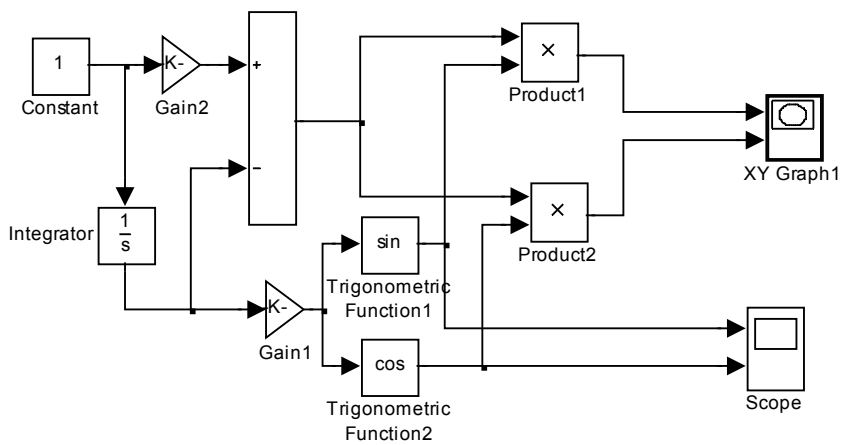 1
Constant
K-
Gain2
+
−
×
Product1
XY Graph1
Integrator
1
s
sin
Trigonometric
Function1
×
Product2
K-
Gain1
cos
Trigonometric
Function2
Scope